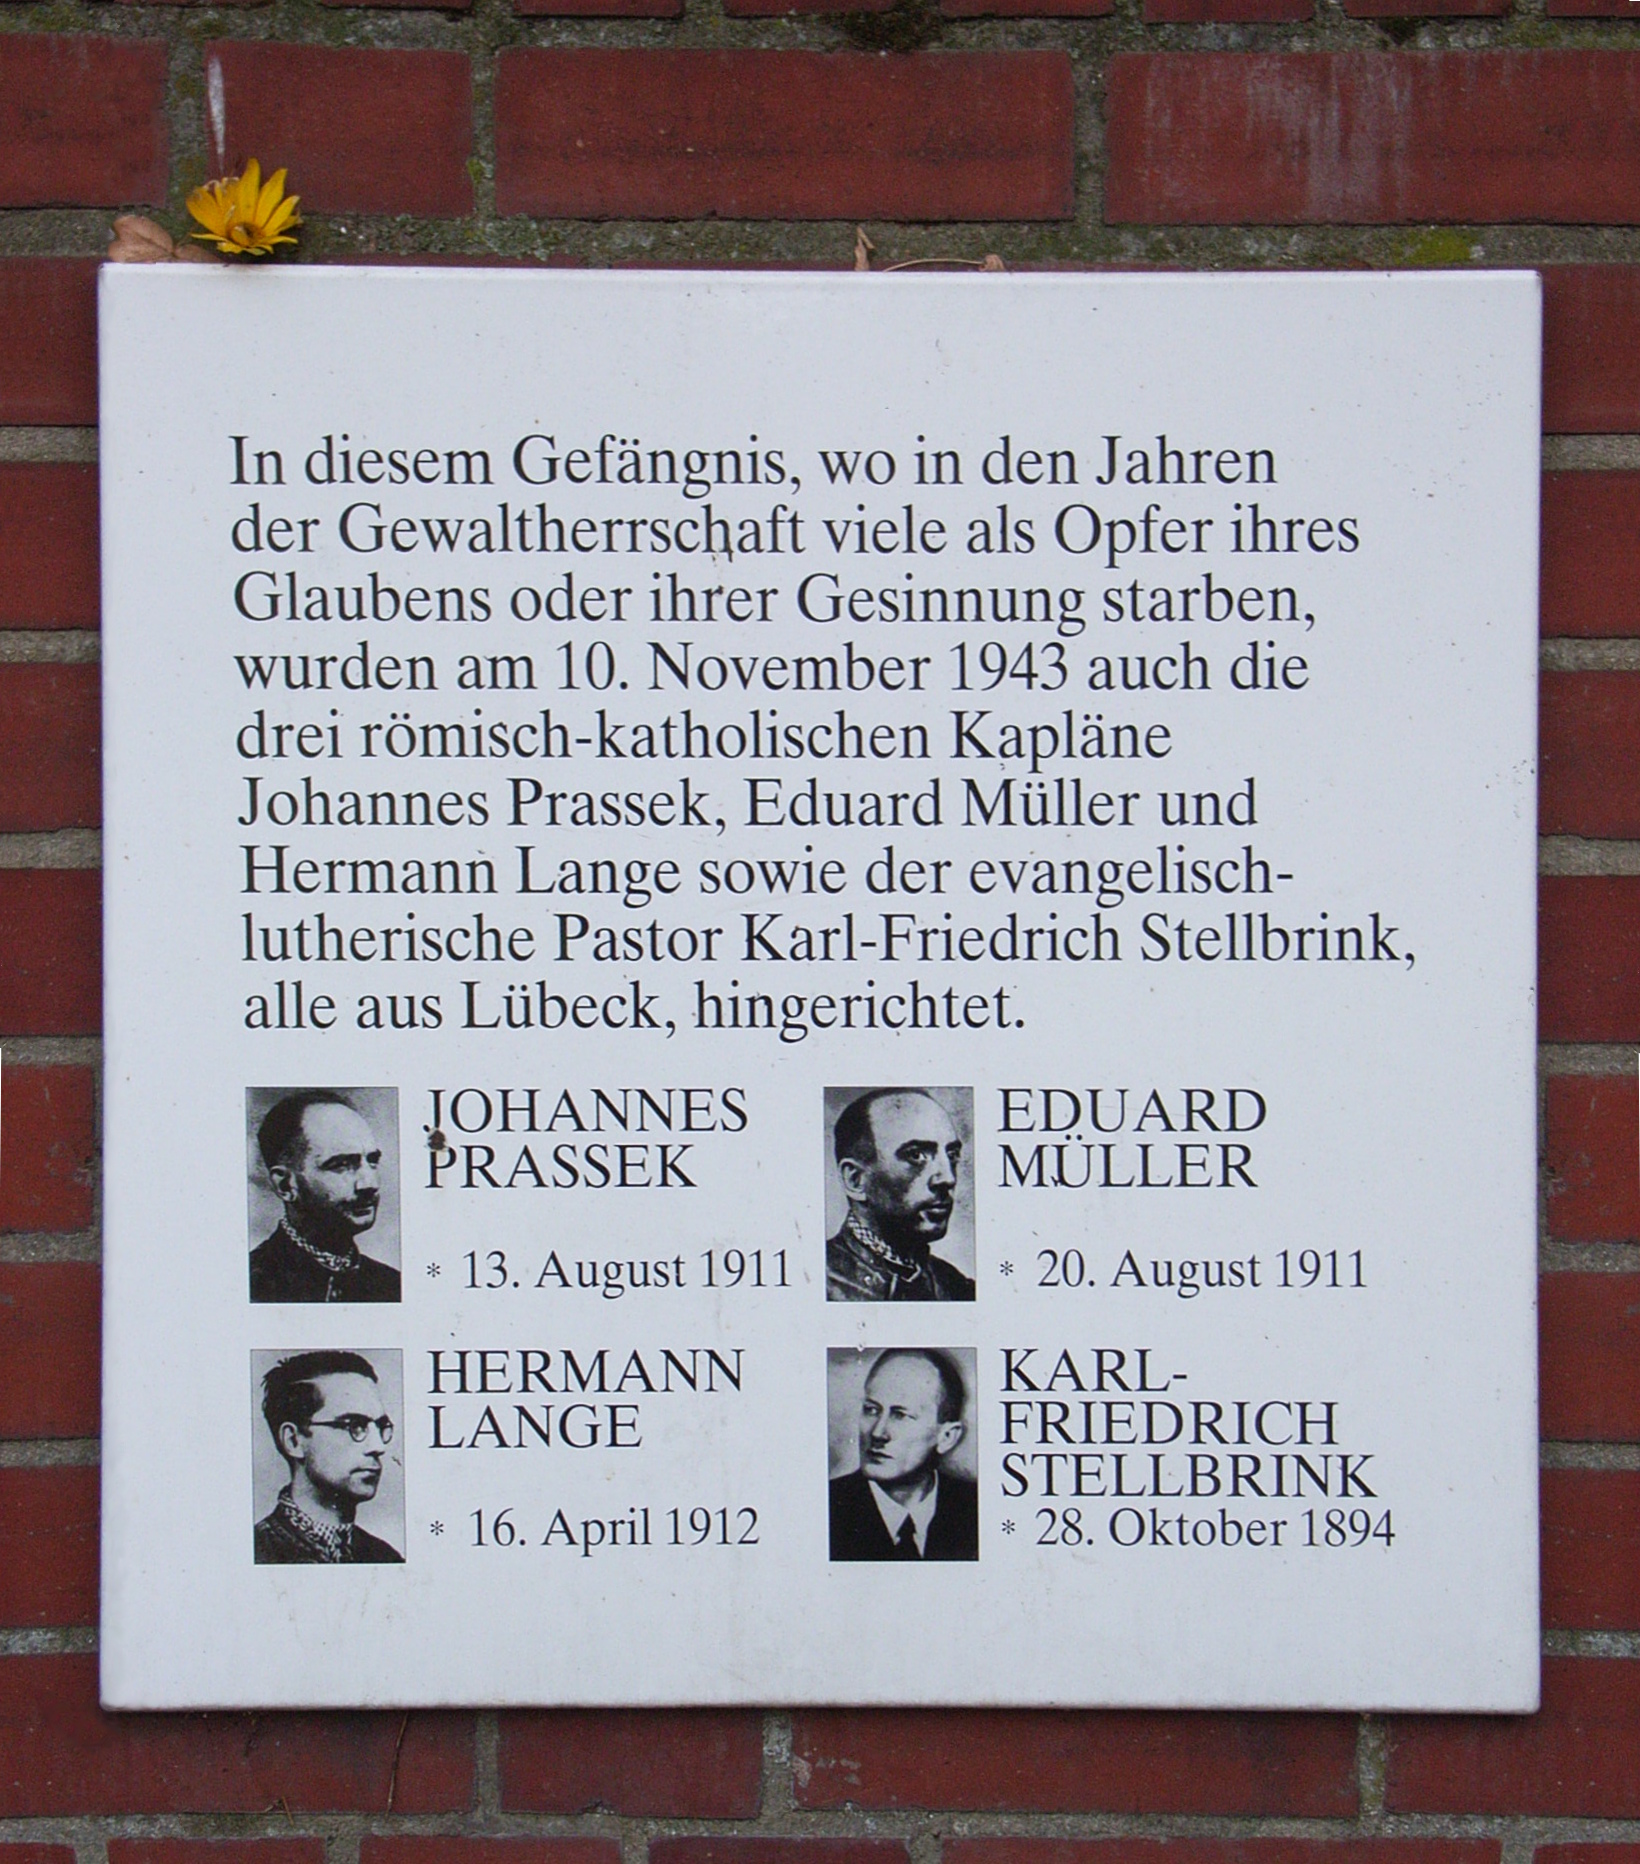 In diesem Gefängnis, wo in den Jahren
der Gewaltherrschaft viele als Opfer ihres
Glaubens oder ihrer Gesinnung starben,
wurden am 10. November 1943 auch die
drei römisch-katholischen Kapläne
Johannes Prassek, Eduard Müller und
Hermann Lange sowie der evangelisch-
lutherische Pastor Karl-Friedrich Stellbrink,
alle aus Lübeck, hingerichtet.
JOHANNES
PRASSEK
* 13. August 1911
EDUARD
MÜLLER
* 20. August 1911
HERMANN
LANGE
* 16. April 1912
KARL-
FRIEDRICH
STELLBRINK
* 28. Oktober 1894